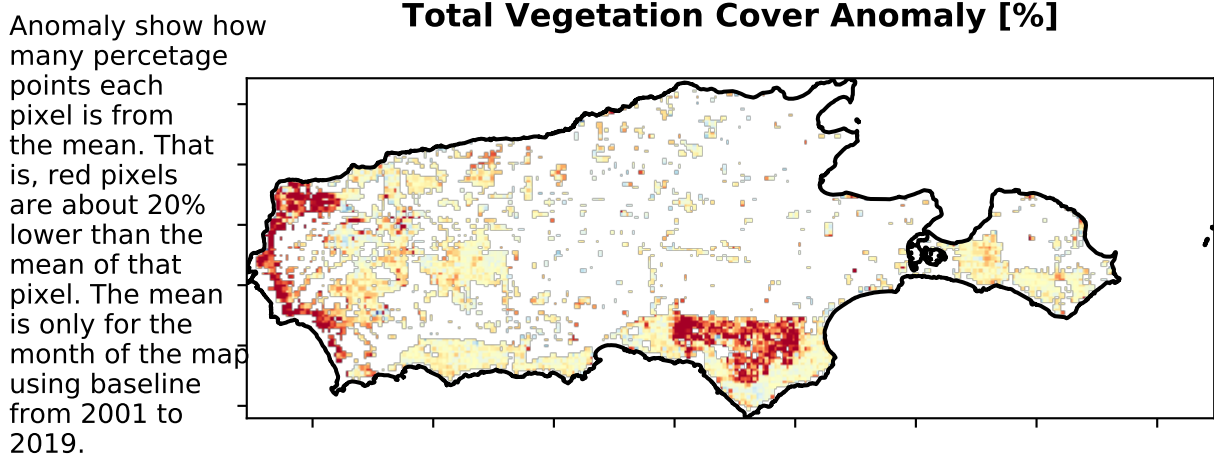 Total Vegetation Cover Anomaly [%]
Anomaly show how
many percetage
points each
pixel is from
the mean. That
is, red pixels
are about 20%
lower than the
mean of that
pixel. The mean
is only for the
month of the map
using baseline
from 2001 to
2019.